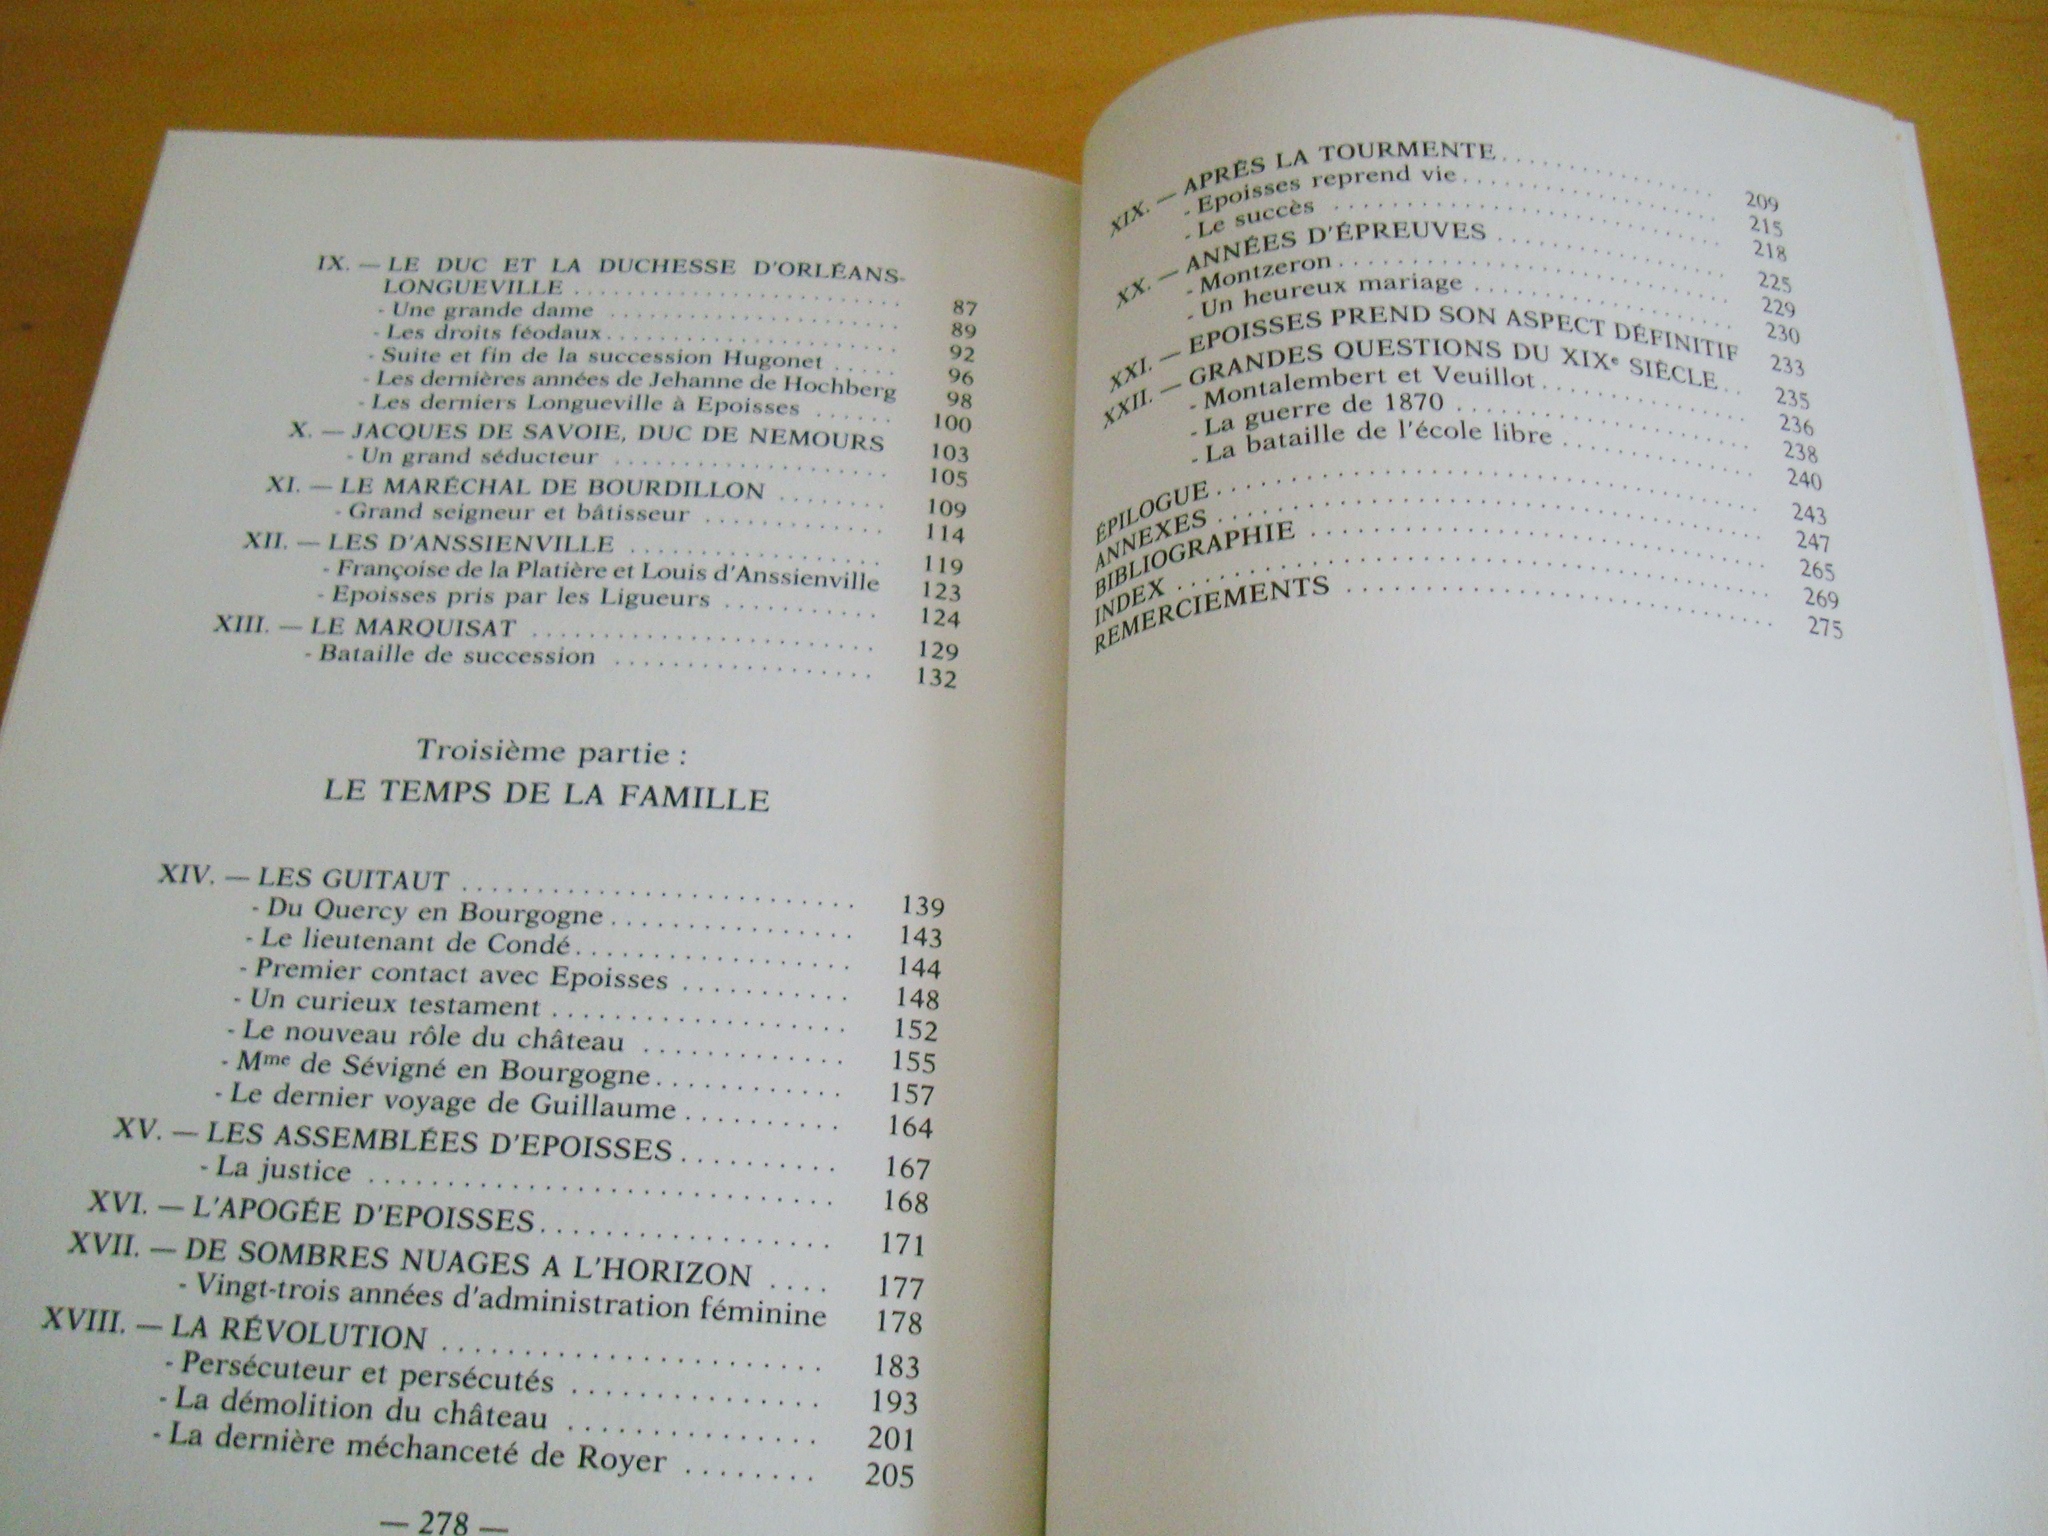 IX. — LE DUC ET LA DUCHESSE D'ORLÉANS-
LONGUEVILLE .......................... 87
- Une grande dame ...................... 89
- Les droits féodaux...................... 92
- Suite et fin de la succession Hugonet ..... 96
- Les dernières années de Jehanne de Hochberg 98
- Les derniers Longueville à Epoisses ...... 100
X. — JACQUES DE SAVOIE, DUC DE NEMOURS 103
- Un grand séducteur .................... 105
XI. — LE MARÉCHAL DE BOURDILLON ........ 109
- Grand seigneur et bâtisseur .............. 114
XII. — LES D'ANSSIENVILLE .................. 119
- Françoise de la Platière et Louis d'Anssienville 123
- Epoisses pris par les Ligueurs ............ 124
XIII. — LE MARQUISAT ........................ 129
- Bataille de succession .................. 132
Troisième partie :
LE TEMPS DE LA FAMILLE
XIV. — LES GUITAUT .......................... 139
- Du Quercy en Bourgogne.................. 143
- Le lieutenant de Condé.................... 144
- Premier contact avec Epoisses ............ 148
- Un curieux testament .................... 152
- Le nouveau rôle du château .............. 155
- Mme de Sévigné en Bourgogne.............. 157
- Le dernier voyage de Guillaume........... 164
XV. — LES ASSEMBLÉES D'EPOISSES........... 167
- La justice .............................. 168
XVI. — L'APOGÉE D'EPOISSES.................. 171
XVII. — DE SOMBRES NUAGES A L'HORIZON .... 177
- Vingt-trois années d'administration féminine 178
XVIII. — LA RÉVOLUTION ...................... 183
- Persécuteur et persécutés ................ 193
- La démolition du château ................ 201
- La dernière méchanceté de Royer ........ 205
— 278 —
XIX. — APRÈS LA TOURMENTE................ 209
- Epoisses reprend vie.................... 215
- Le succès .............................. 218
XX. — ANNÉES D'ÉPREUVES .................. 225
- Montzeron.............................. 229
- Un heureux mariage .................... 230
XXI. — EPOISSES PREND SON ASPECT DÉFINITIF 233
XXII. — GRANDES QUESTIONS DU XIXe SIÈCLE.. 235
- Montalembert et Veuillot................ 236
- La guerre de 1870 ...................... 238
- La bataille de l'école libre .............. 240
ÉPILOGUE.................................. 243
ANNEXES .................................. 247
BIBLIOGRAPHIE ............................ 265
INDEX .................................... 269
REMERCIEMENTS ............................ 275